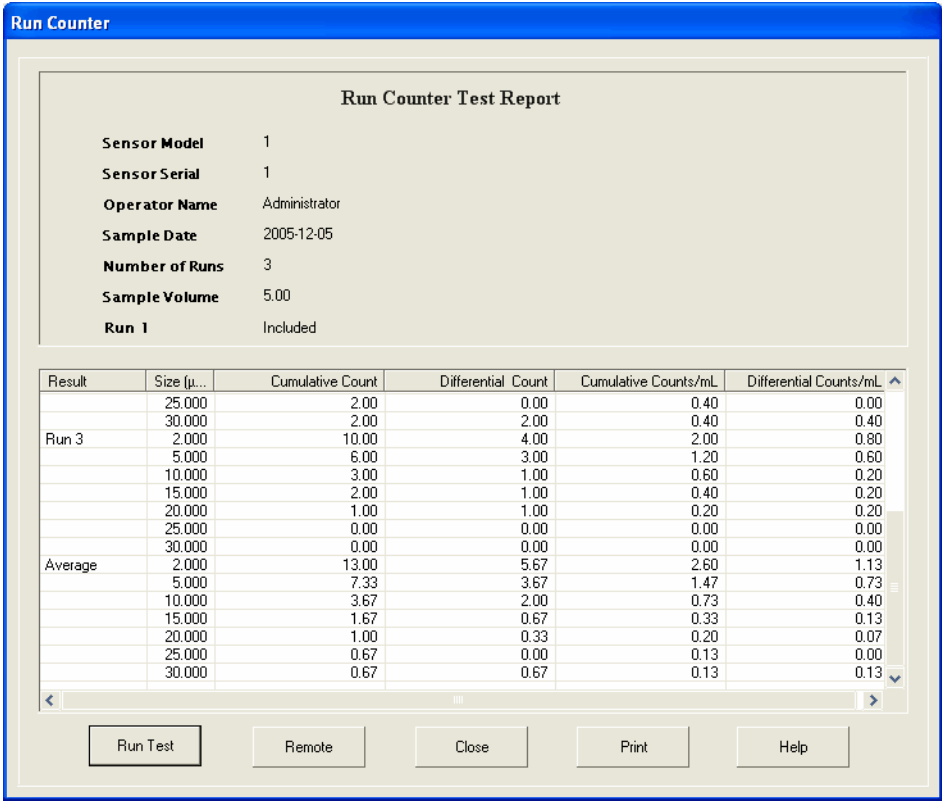 Run Counter
Run Counter Test Report
Sensor Model 1
Sensor Serial 1
Operator Name Administrator
Sample Date 2005-12-05
Number of Runs 3
Sample Volume 5.00
Run 1 Included
Result Size (µ... Cumulative Count Differential Count Cumulative Counts/mL Differential Counts/mL
25.000 2.00 0.00 0.40 0.00
30.000 2.00 2.00 0.40 0.40
Run 3 2.000 10.00 4.00 2.00 0.80
5.000 6.00 3.00 1.20 0.60
10.000 3.00 1.00 0.60 0.20
15.000 2.00 1.00 0.40 0.20
20.000 1.00 1.00 0.20 0.20
25.000 0.00 0.00 0.00 0.00
30.000 0.00 0.00 0.00 0.00
Average 2.000 13.00 5.67 2.60 1.13
5.000 7.33 3.67 1.47 0.73
10.000 3.67 2.00 0.73 0.40
15.000 1.67 0.67 0.33 0.13
20.000 1.00 0.33 0.20 0.07
25.000 0.67 0.00 0.13 0.00
30.000 0.67 0.67 0.13 0.13
Run Test Remote Close Print Help